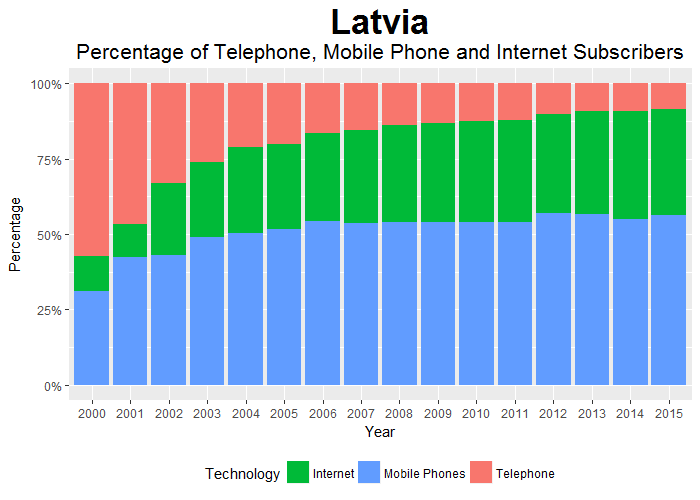 Latvia
Percentage of Telephone, Mobile Phone and Internet Subscribers
100%
75%
50%
25%
0%
Percentage
2000 2001 2002 2003 2004 2005 2006 2007 2008 2009 2010 2011 2012 2013 2014 2015
Year
Technology Internet Mobile Phones Telephone